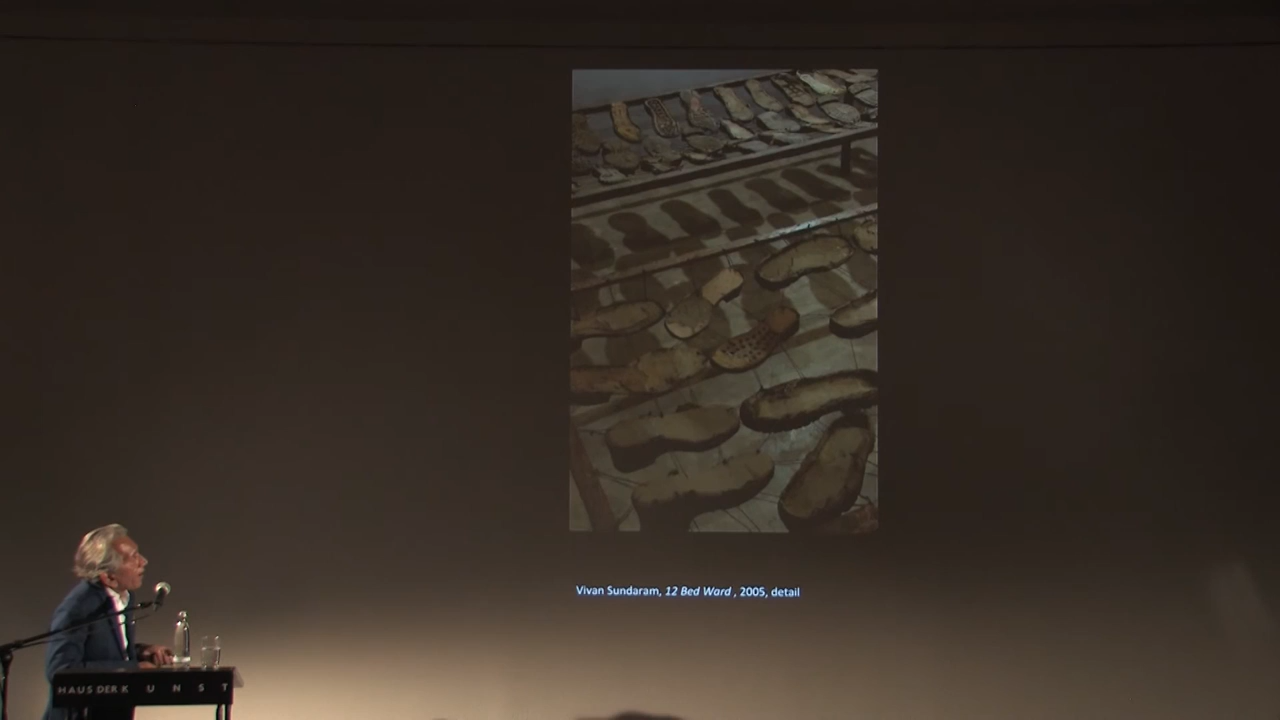 Vivan Sundaram, 12 Bed Ward , 2005, detail
HAUS DER K U N S T